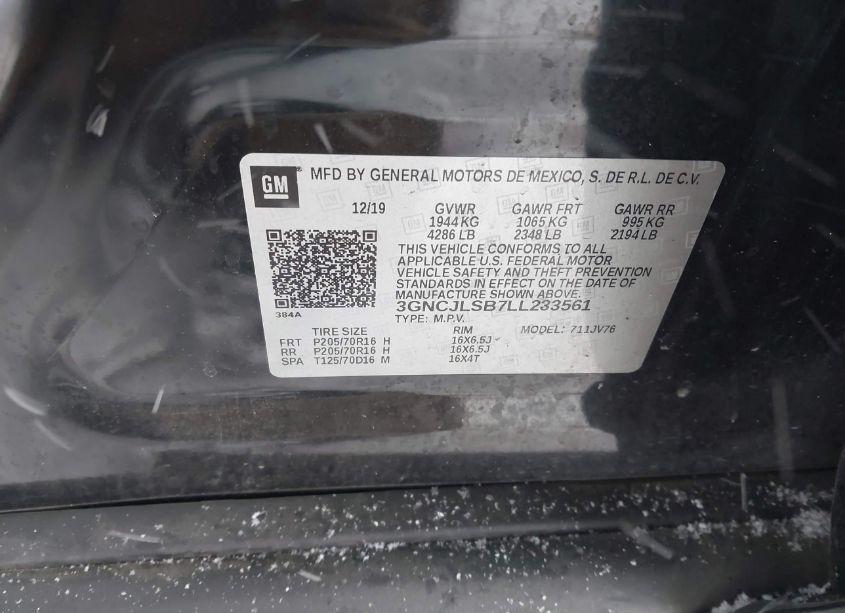 GM ® MFD BY GENERAL MOTORS DE MEXICO, S. DE R.L. DE C.V.
12/19 GVWR GAWR FRT GAWR RR
1944 KG 1065 KG 995 KG
4286 LB 2348 LB 2194 LB
THIS VEHICLE CONFORMS TO ALL
APPLICABLE U.S. FEDERAL MOTOR
VEHICLE SAFETY AND THEFT PREVENTION
STANDARDS IN EFFECT ON THE DATE OF
MANUFACTURE SHOWN ABOVE.
3GNCJLSB7LL233561
384A
TYPE: M.P.V. MODEL: 711JV76
TIRE SIZE RIM
FRT P205/70R16 H 16X6.5J
RR P205/70R16 H 16X6.5J
SPA T125/70D16 M 16X4T